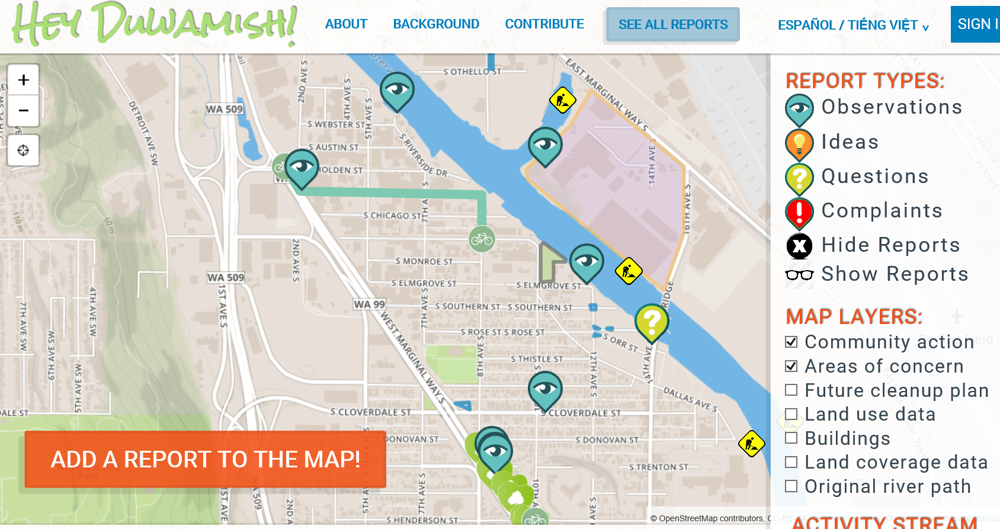 Hey Duwamish!
ABOUT
BACKGROUND
CONTRIBUTE
SEE ALL REPORTS
ESPAÑOL / TIẾNG VIỆT v
SIGN I
+
−
REPORT TYPES:
Observations
Ideas
Questions
Complaints
Hide Reports
Show Reports
MAP LAYERS:
Community action
Areas of concern
Future cleanup plan
Land use data
Buildings
Land coverage data
Original river path
ACTIVITY STREAM
ADD A REPORT TO THE MAP!
S OTHELLO ST
EAST MARGINAL WAY S
2ND AVE S
4TH AVE S
5TH AVE S
DETROIT AVE SW
WA 509
S WEBSTER ST
S AUSTIN ST
S RIVERSIDE DR
HOLDEN ST
14TH AVE S
16TH AVE S
S CHICAGO ST
7TH A
S
110 m
60 m
2ND AVE S
S MONROE ST
WA 509
1ST AVE S
S ELMGROVE ST
S ELMGROVE ST
WA 99
S SOUTHERN ST
S SOUTHERN ST
7TH AVE S
WEST MARGINAL WAY S
S ROSE ST
S ROSE ST
S ORR ST
4TH AVE SW
7TH AVE SW
6TH AVE SW
5TH AVE SW
8TH AVE S
S THISTLE ST
12TH AVE S
DALLAS AVE S
DALE ST
S CLOVERDALE ST
S CLOVERDALE ST
S DONOVAN ST
S DONOVAN ST
S TRENTON ST
WA 509
1ST AVE
2ND A
5TH AVE S
7TH AVE S
10TH A
AVE S
S HENDERSON ST
© OpenStreetMap contributors, CC-BY-